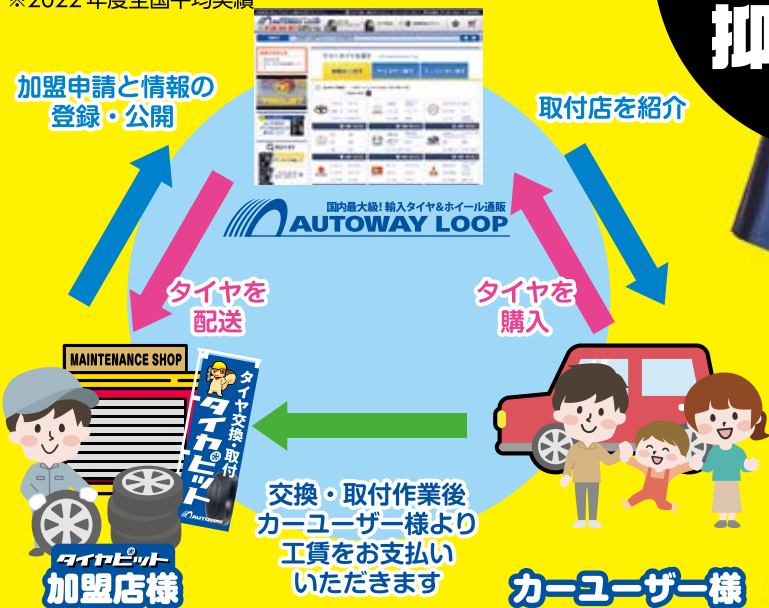 ※2022年度全国平均実績
抑
AUTOWAY LOOP
加盟申請と情報の
登録・公開
取付店を紹介
国内最大級!輸入タイヤ&ホイール通販
AUTOWAY LOOP
タイヤを
配送
タイヤを
購入
MAINTENANCE SHOP
タイヤ交換・取付
タイヤピット
AUTOWAY
交換・取付作業後
カーユーザー様より
工賃をお支払い
いただきます
タイヤピット
加盟店様
カーユーザー様